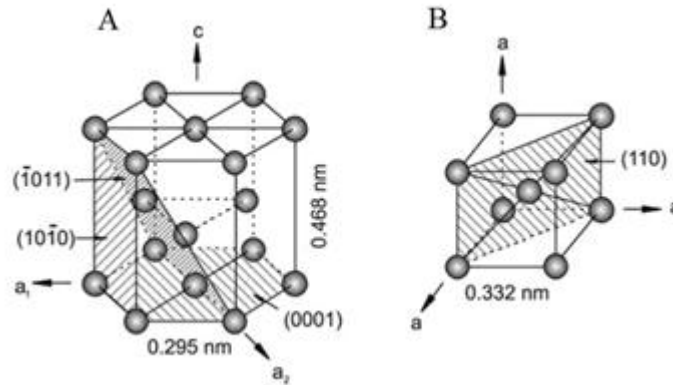 A
B
c
a
(1̄011)
(110)
(101̄0)
0.468 nm
a
a₁
(0001)
0.332 nm
a
0.295 nm
a₂